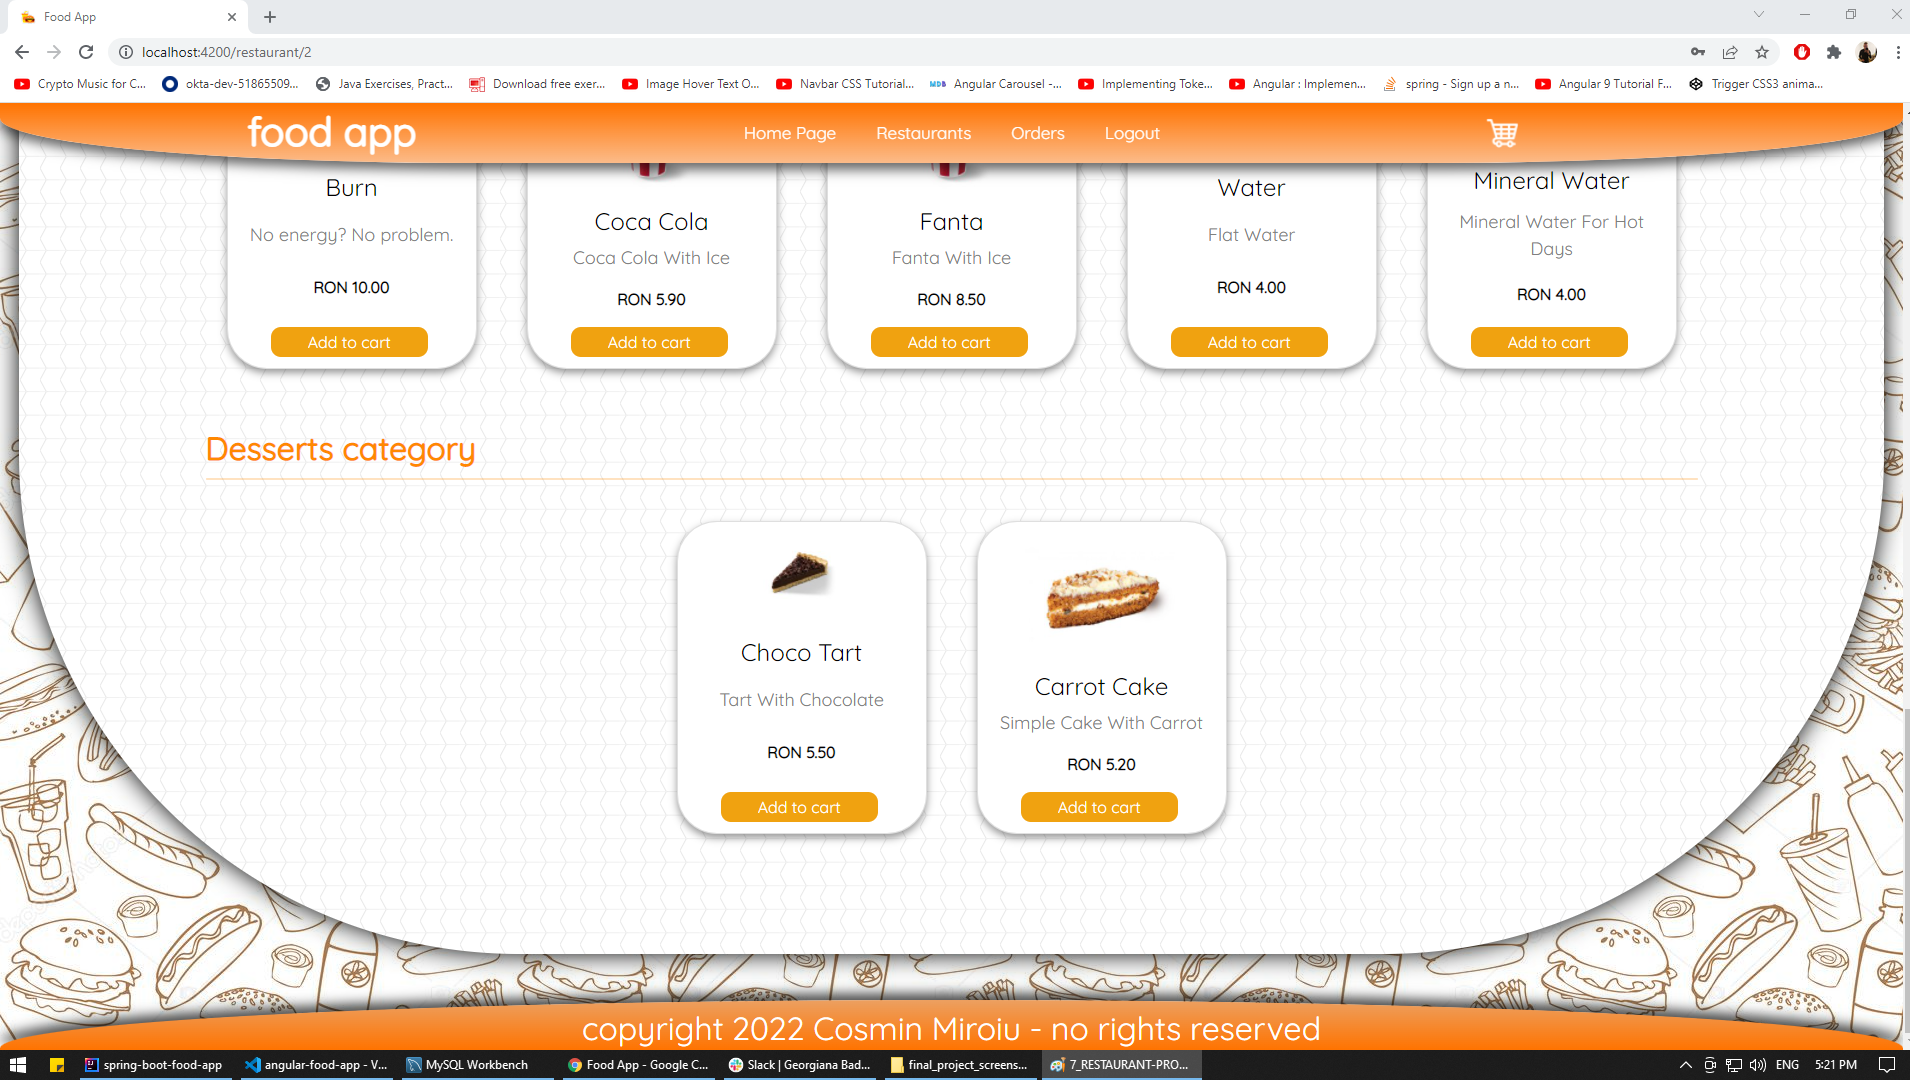 Food App
localhost:4200/restaurant/2
Crypto Music for C...
okta-dev-51865509...
Java Exercises, Pract...
Download free exer...
Image Hover Text O...
Navbar CSS Tutorial...
MDB
Angular Carousel -...
Implementing Toke...
Angular : Implemen...
spring - Sign up a n...
Angular 9 Tutorial F...
Trigger CSS3 anima...
food app
Home Page
Restaurants
Orders
Logout
Burn
No energy? No problem.
RON 10.00
Add to cart
Coca Cola
Coca Cola With Ice
RON 5.90
Add to cart
Fanta
Fanta With Ice
RON 8.50
Add to cart
Water
Flat Water
RON 4.00
Add to cart
Mineral Water
Mineral Water For Hot
Days
RON 4.00
Add to cart
Desserts category
Choco Tart
Tart With Chocolate
RON 5.50
Add to cart
Carrot Cake
Simple Cake With Carrot
RON 5.20
Add to cart
copyright 2022 Cosmin Miroiu - no rights reserved
spring-boot-food-app
angular-food-app - V...
MySQL Workbench
Food App - Google C...
Slack | Georgiana Bad...
final_project_screens...
7_RESTAURANT-PRO...
ENG
5:21 PM